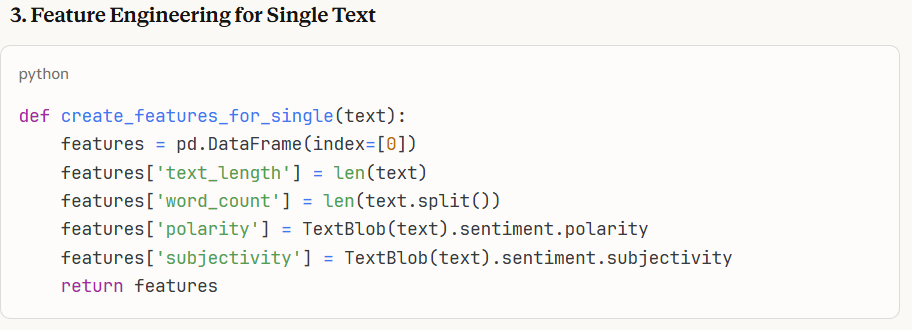 3. Feature Engineering for Single Text
python
def create_features_for_single(text):
    features = pd.DataFrame(index=[0])
    features['text_length'] = len(text)
    features['word_count'] = len(text.split())
    features['polarity'] = TextBlob(text).sentiment.polarity
    features['subjectivity'] = TextBlob(text).sentiment.subjectivity
    return features